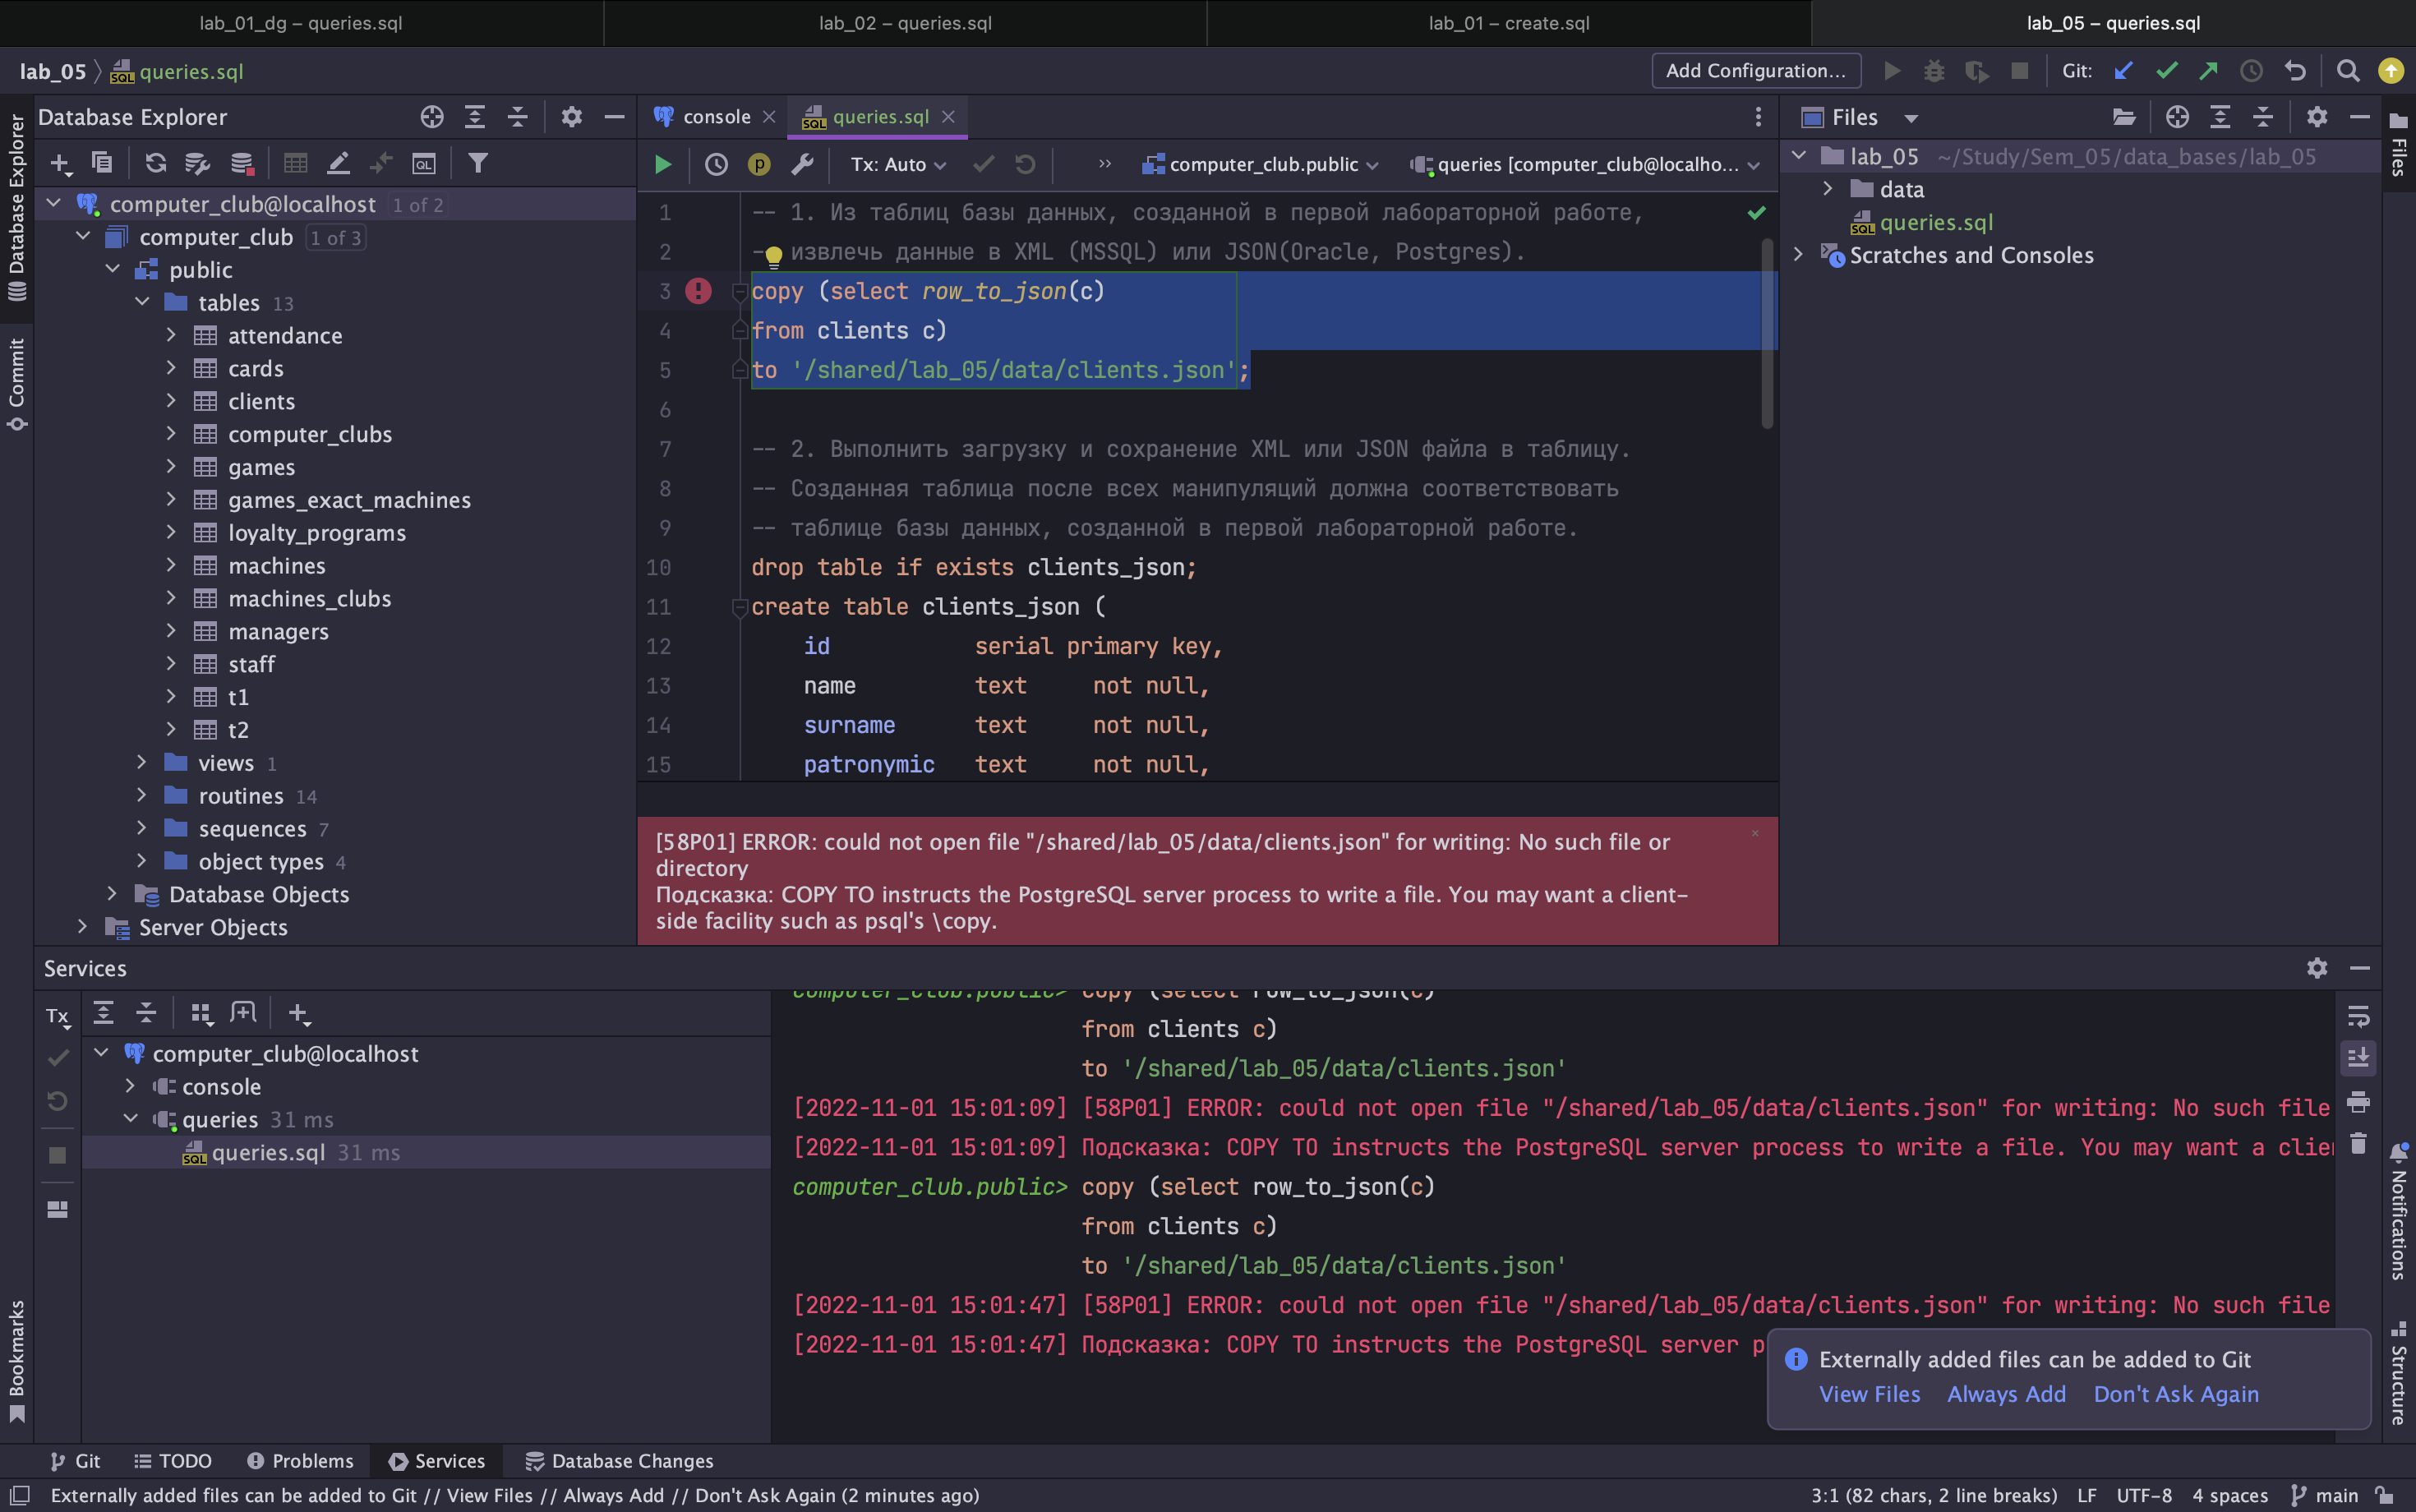 lab_01_dg – queries.sql
lab_02 – queries.sql
lab_01 – create.sql
lab_05 – queries.sql
lab_05
queries.sql
Add Configuration...
Git:
Database Explorer
computer_club@localhost 1 of 2
computer_club 1 of 3
public
tables 13
attendance
cards
clients
computer_clubs
games
games_exact_machines
loyalty_programs
machines
machines_clubs
managers
staff
t1
t2
views 1
routines 14
sequences 7
object types 4
Database Objects
Server Objects
Database Explorer
Commit
Bookmarks
console
queries.sql
Tx: Auto
computer_club.public
queries [computer_club@localho...
1 -- 1. Из таблиц базы данных, созданной в первой лабораторной работе,
2 - извлечь данные в XML (MSSQL) или JSON(Oracle, Postgres).
3 copy (select row_to_json(c)
4 from clients c)
5 to '/shared/lab_05/data/clients.json';
6
7 -- 2. Выполнить загрузку и сохранение XML или JSON файла в таблицу.
8 -- Созданная таблица после всех манипуляций должна соответствовать
9 -- таблице базы данных, созданной в первой лабораторной работе.
10 drop table if exists clients_json;
11 create table clients_json (
12 id serial primary key,
13 name text not null,
14 surname text not null,
15 patronymic text not null,
[58P01] ERROR: could not open file "/shared/lab_05/data/clients.json" for writing: No such file or
directory
Подсказка: COPY TO instructs the PostgreSQL server process to write a file. You may want a client-
side facility such as psql's \copy.
Files
lab_05 ~/Study/Sem_05/data_bases/lab_05
data
queries.sql
Scratches and Consoles
Files
Notifications
Structure
Services
Tx
computer_club@localhost
console
queries 31 ms
queries.sql 31 ms
computer_club.public> copy (select row_to_json(c)
from clients c)
to '/shared/lab_05/data/clients.json'
[2022-11-01 15:01:09] [58P01] ERROR: could not open file "/shared/lab_05/data/clients.json" for writing: No such file
[2022-11-01 15:01:09] Подсказка: COPY TO instructs the PostgreSQL server process to write a file. You may want a clie
computer_club.public> copy (select row_to_json(c)
from clients c)
to '/shared/lab_05/data/clients.json'
[2022-11-01 15:01:47] [58P01] ERROR: could not open file "/shared/lab_05/data/clients.json" for writing: No such file
[2022-11-01 15:01:47] Подсказка: COPY TO instructs the PostgreSQL server p
Externally added files can be added to Git
View Files Always Add Don't Ask Again
Git
TODO
Problems
Services
Database Changes
Externally added files can be added to Git // View Files // Always Add // Don't Ask Again (2 minutes ago)
3:1 (82 chars, 2 line breaks) LF UTF-8 4 spaces main